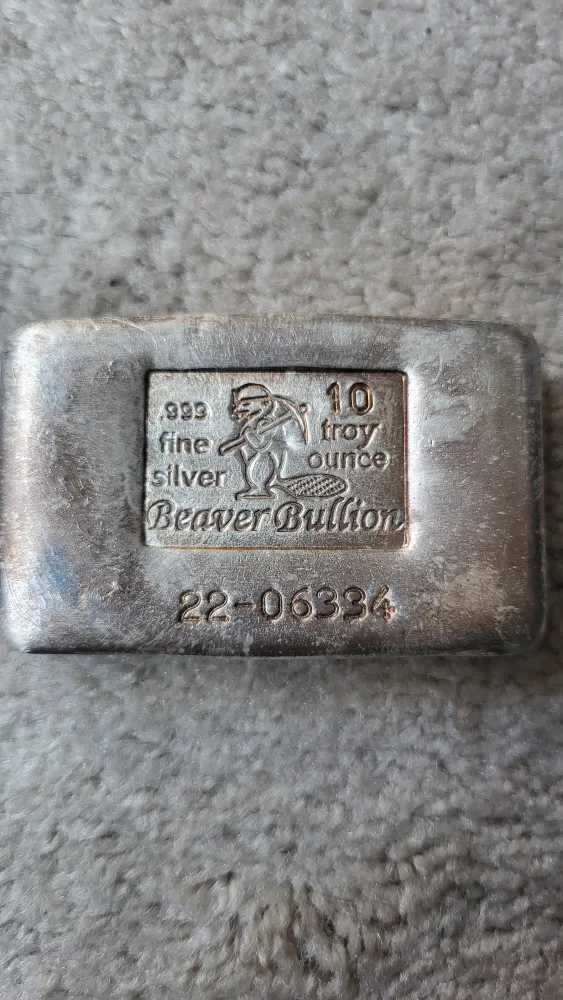 .999
fine
silver
10
troy
ounce
Beaver Bullion
22-06334